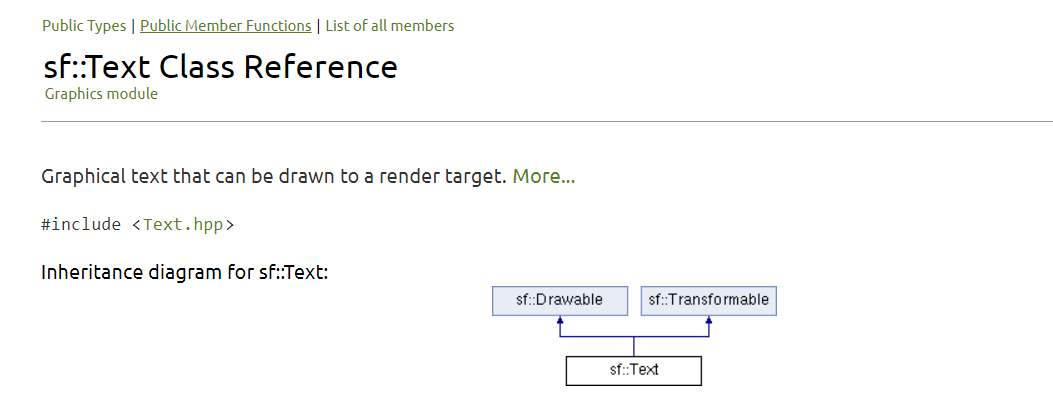 Public Types | Public Member Functions | List of all members
sf::Text Class Reference
Graphics module
Graphical text that can be drawn to a render target. More...
#include <Text.hpp>
Inheritance diagram for sf::Text:
sf::Drawable sf::Transformable
sf::Text